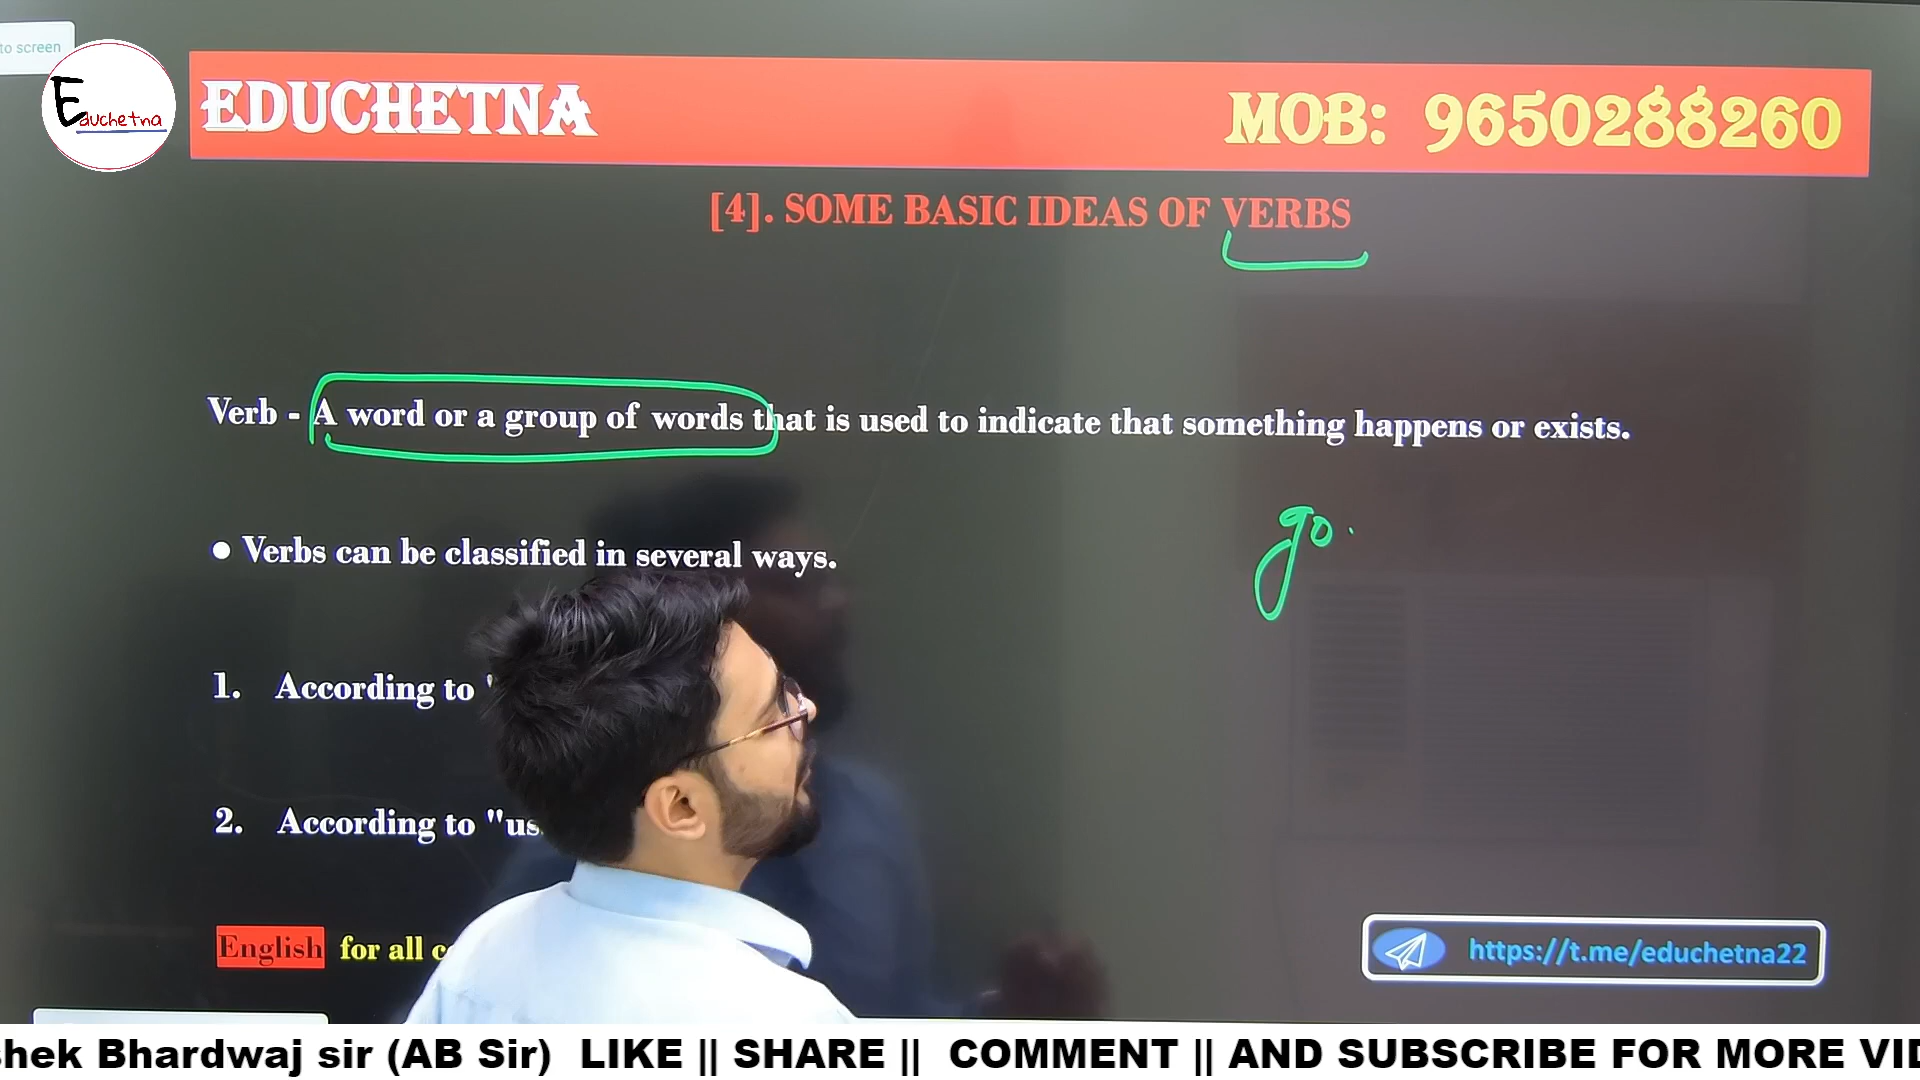 to screen
Educhetna
EDUCHETNA
MOB: 9650288260
[4]. SOME BASIC IDEAS OF VERBS
Verb - A word or a group of words that is used to indicate that something happens or exists.
go.
● Verbs can be classified in several ways.
1. According to "
2. According to "us
English for all c
https://t.me/educhetna22
shek Bhardwaj sir (AB Sir) LIKE || SHARE || COMMENT || AND SUBSCRIBE FOR MORE VID